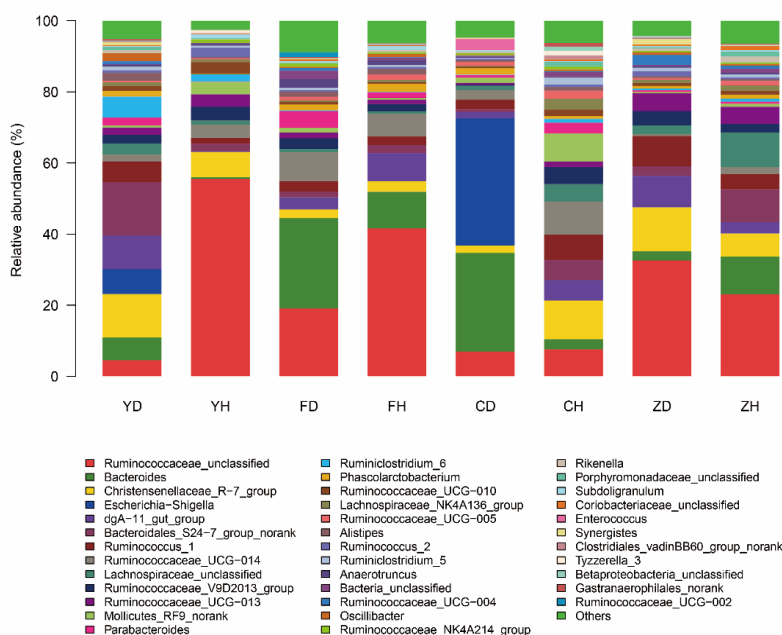 Relative abundance (%)
100
80
60
40
20
0
YD YH FD FH CD CH ZD ZH
Ruminococcaceae_unclassified
Bacteroides
Christensenellaceae_R-7_group
Escherichia-Shigella
dgA-11_gut_group
Bacteroidales_S24-7_group_norank
Ruminococcus_1
Ruminococcaceae_UCG-014
Lachnospiraceae_unclassified
Ruminococcaceae_V9D2013_group
Ruminococcaceae_UCG-013
Mollicutes_RF9_norank
Parabacteroides
Ruminiclostridium_6
Phascolarctobacterium
Ruminococcaceae_UCG-010
Lachnospiraceae_NK4A136_group
Ruminococcaceae_UCG-005
Alistipes
Ruminococcus_2
Ruminiclostridium_5
Anaerotruncus
Bacteria_unclassified
Ruminococcaceae_UCG-004
Oscillibacter
Ruminococcaceae_NK4A214_group
Rikenella
Porphyromonadaceae_unclassified
Subdoligranulum
Coriobacteriaceae_unclassified
Enterococcus
Synergistes
Clostridiales_vadinBB60_group_norank
Tyzzerella_3
Betaproteobacteria_unclassified
Gastranaerophilales_norank
Ruminococcaceae_UCG-002
Others